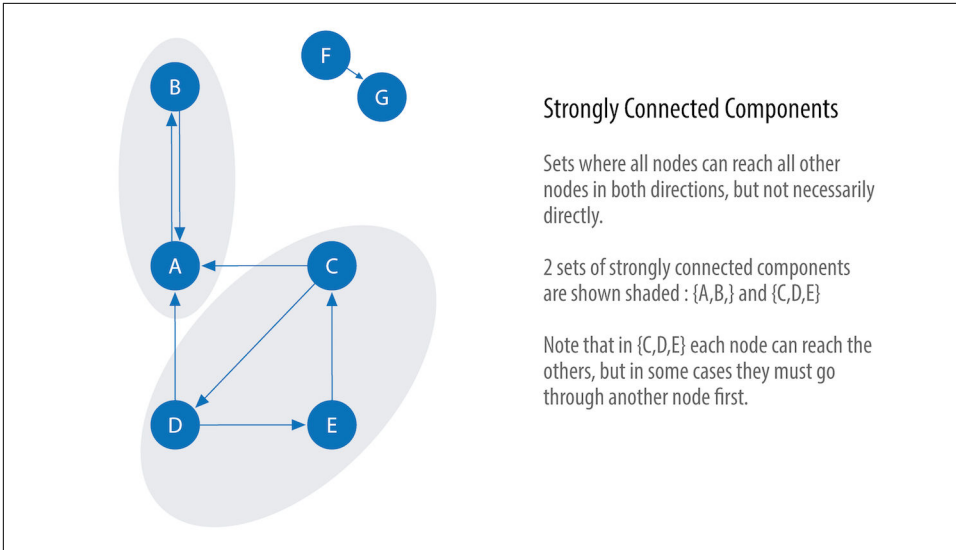 F
B
G
Strongly Connected Components
Sets where all nodes can reach all other
nodes in both directions, but not necessarily
directly.
A
C
2 sets of strongly connected components
are shown shaded : {A,B,} and {C,D,E}
Note that in {C,D,E} each node can reach the
others, but in some cases they must go
through another node first.
D
E